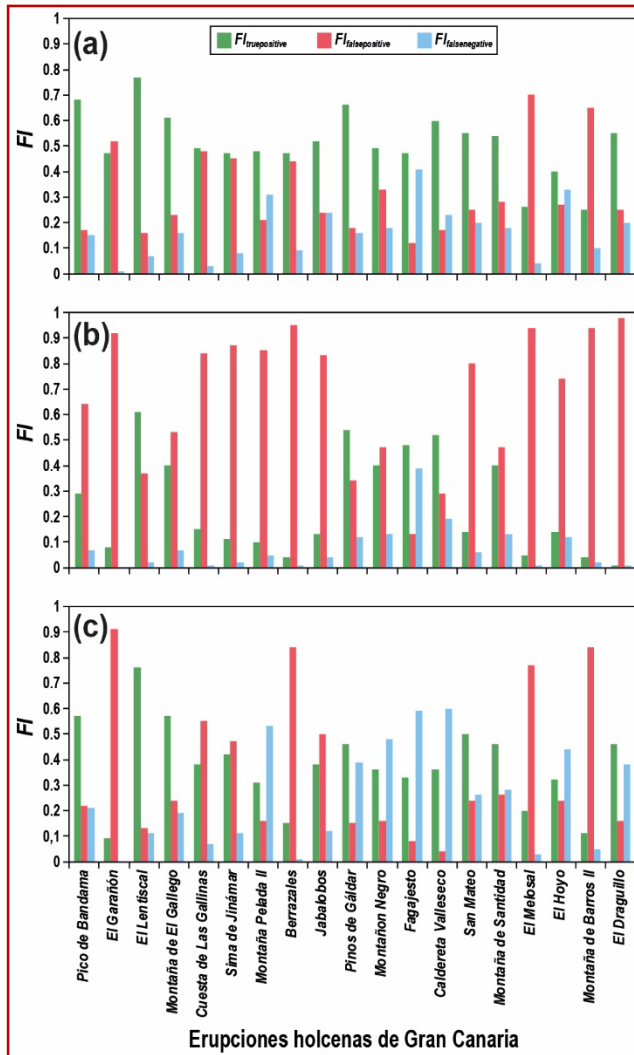 (a)
FItruepositive FIfalsepositive FIfalsenegative
FI
1
0.9
0.8
0.7
0.6
0.5
0.4
0.3
0.2
0.1
0
(b)
FI
1
0.9
0.8
0.7
0.6
0.5
0.4
0.3
0.2
0.1
0
(c)
FI
1
0.9
0.8
0.7
0.6
0.5
0.4
0.3
0.2
0,1
0
Pico de Bandama
El Garañón
El Lentiscal
Montaña de El Gallego
Cuesta de Las Gallinas
Sima de Jinámar
Montaña Pelada II
Berrazales
Jabalobos
Pinos de Gáldar
Montañon Negro
Fagajesto
Caldereta Valleseco
San Mateo
Montaña de Santidad
El Melosal
El Hoyo
Montaña de Barros II
El Draguillo
Erupciones holcenas de Gran Canaria